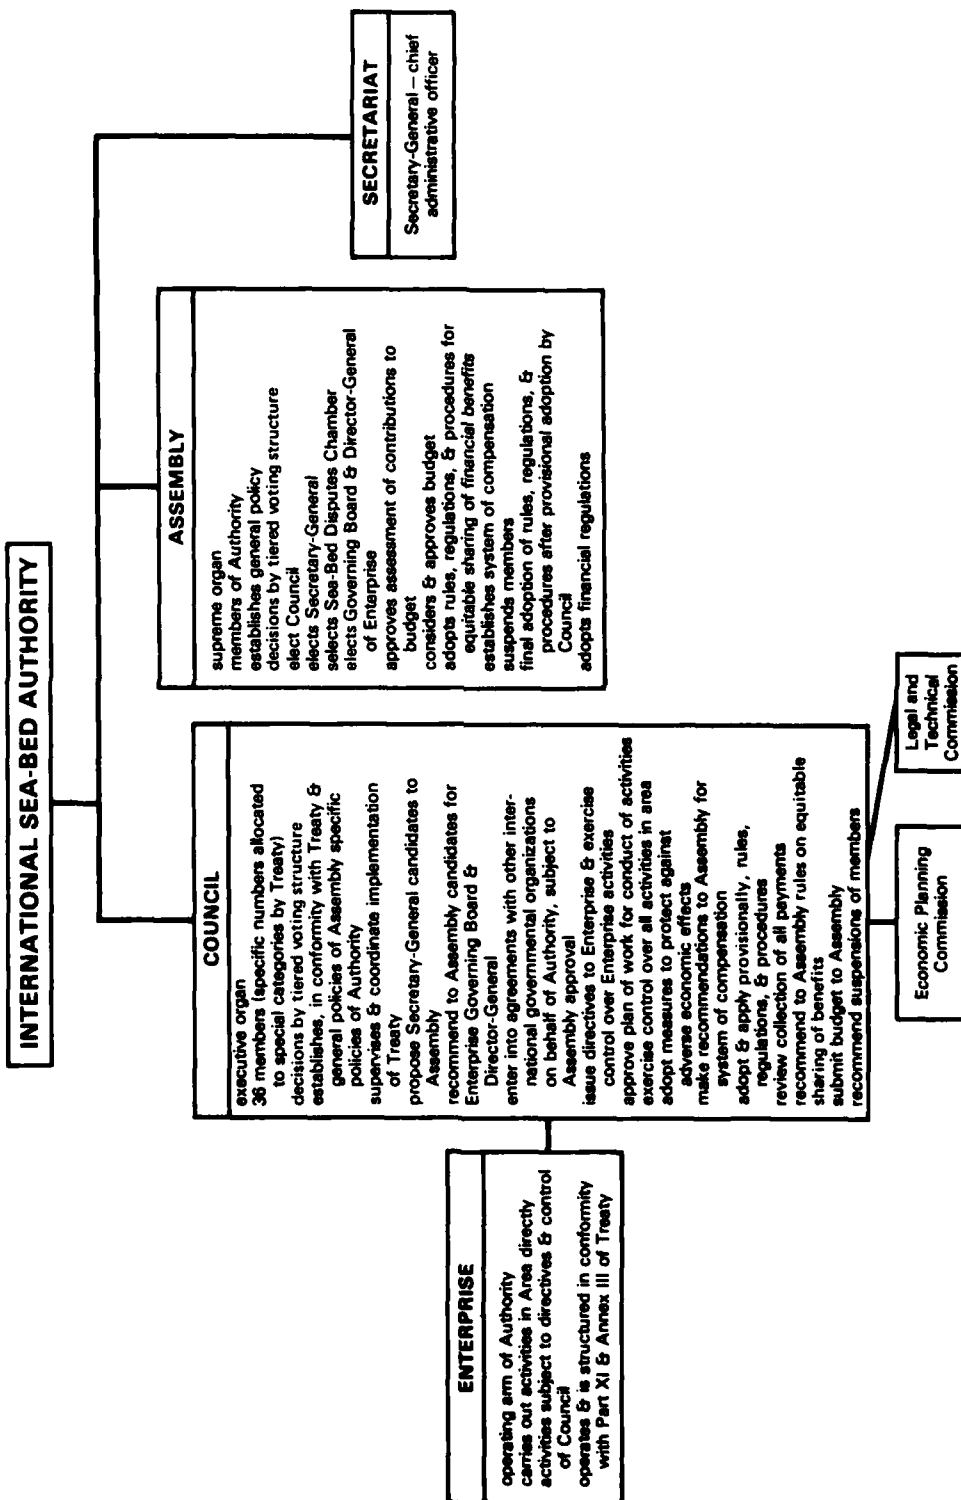 INTERNATIONAL SEA-BED AUTHORITY
ENTERPRISE
operating arm of Authority
carries out activities in Area directly
activities subject to directives & control
of Council
operates & is structured in conformity
with Part XI & Annex III of Treaty
COUNCIL
executive organ
36 members (specific numbers allocated
to special categories by Treaty)
decisions by tiered voting structure
establishes, in conformity with Treaty &
general policies of Assembly specific
policies of Authority
supervises & coordinate implementation
of Treaty
propose Secretary-General candidates to
Assembly
recommend to Assembly candidates for
Enterprise Governing Board &
Director-General
enter into agreements with other inter-
national governmental organizations
on behalf of Authority, subject to
Assembly approval
issue directives to Enterprise & exercise
control over Enterprise activities
approve plan of work for conduct of activities
exercise control over all activities in area
adopt measures to protect against
adverse economic effects
make recommendations to Assembly for
system of compensation
adopt & apply provisionally, rules,
regulations, & procedures
review collection of all payments
recommend to Assembly rules on equitable
sharing of benefits
submit budget to Assembly
recommend suspensions of members
Economic Planning
Commission
Legal and
Technical
Commission
ASSEMBLY
supreme organ
members of Authority
establishes general policy
decisions by tiered voting structure
elect Council
elects Secretary-General
selects Sea-Bed Disputes Chamber
elects Governing Board & Director-General
of Enterprise
approves assessment of contributions to
budget
considers & approves budget
adopts rules, regulations, & procedures for
equitable sharing of financial benefits
establishes system of compensation
suspends members
final adoption of rules, regulations, &
procedures after provisional adoption by
Council
adopts financial regulations
SECRETARIAT
Secretary-General – chief
administrative officer